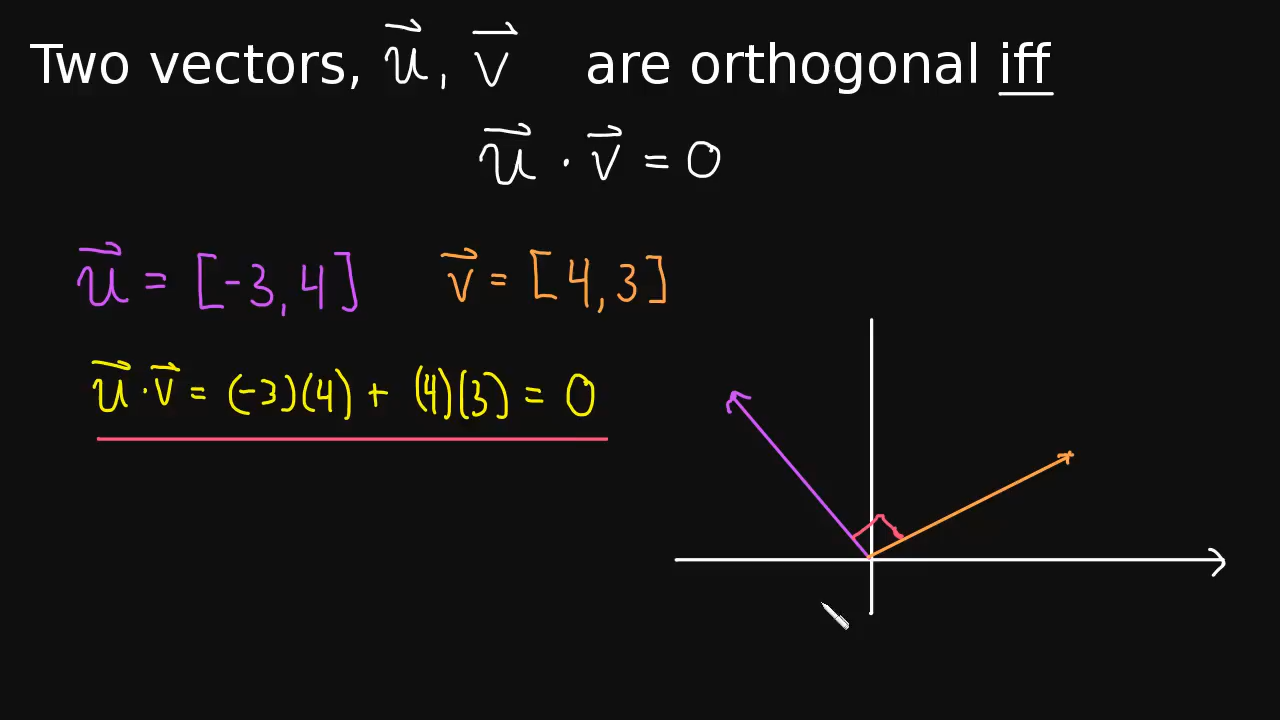 Two vectors, u⃗, v⃗ are orthogonal iff
u⃗ · v⃗ = 0
u⃗ = [-3, 4] v⃗ = [4, 3]
u⃗ · v⃗ = (-3)(4) + (4)(3) = 0